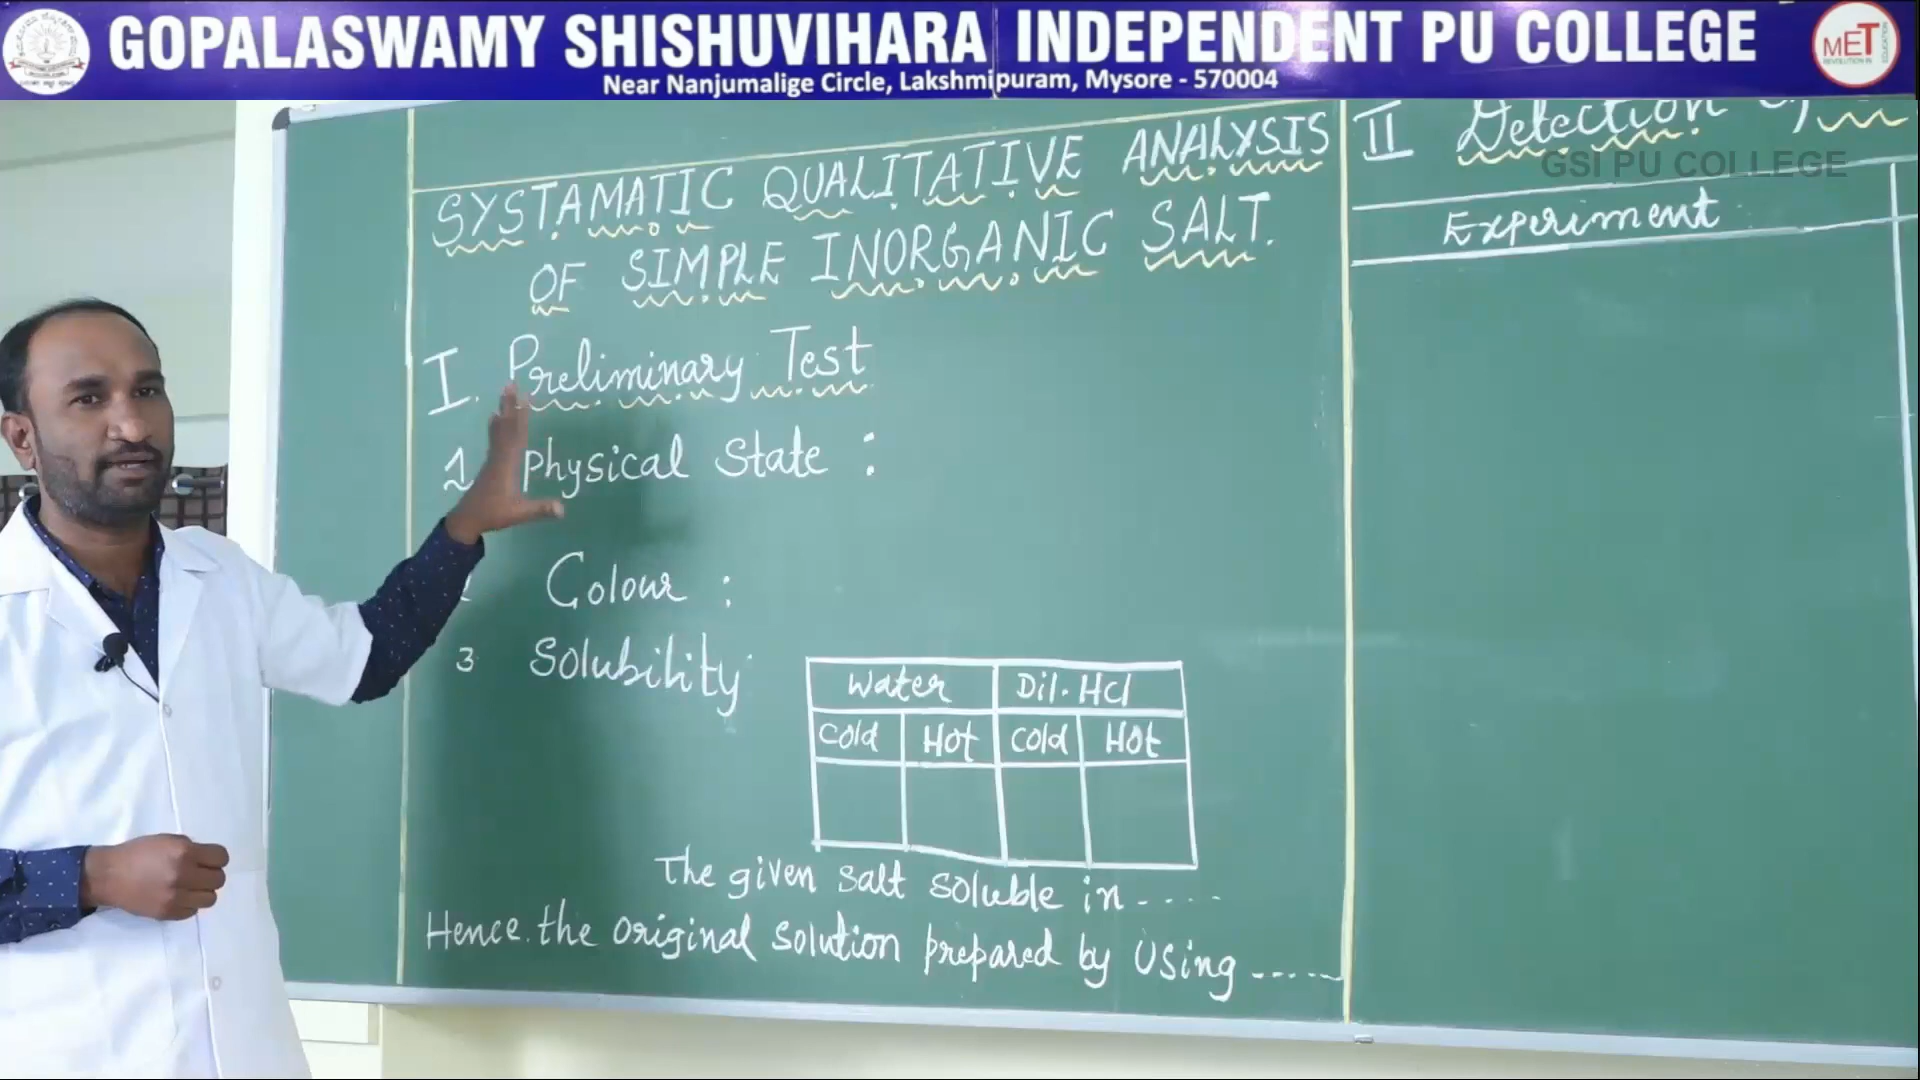 GOPALASWAMY SHISHUVIHARA INDEPENDENT PU COLLEGE
Near Nanjumalige Circle, Lakshmipuram, Mysore - 570004
MET
SYSTAMATIC QUALITATIVE ANALYSIS
OF SIMPLE INORGANIC SALT.
I. Preliminary Test
1 Physical State :
Colour :
3 Solubility
Water Dil. HCl
Cold Hot Cold Hot
The given salt soluble in ----
Hence the original solution prepared by using -----
II Detection
GSI PU COLLEGE
Experiment